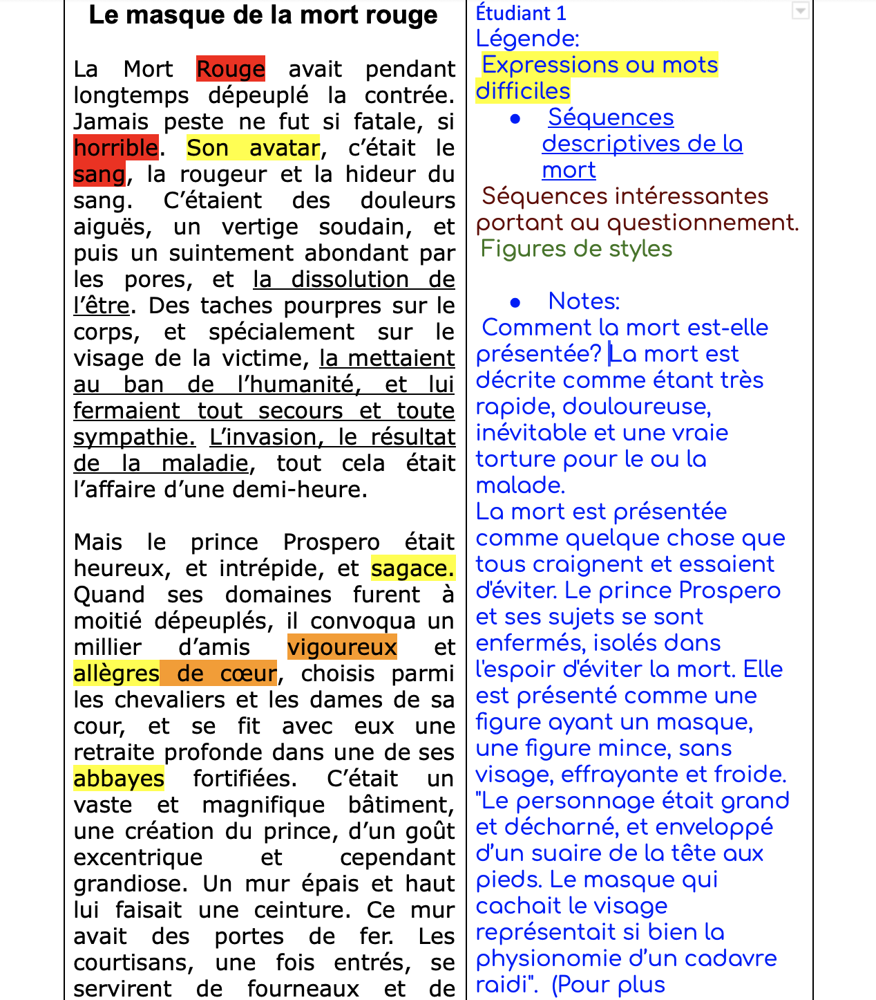 Le masque de la mort rouge
La Mort Rouge avait pendant
longtemps dépeuplé la contrée.
Jamais peste ne fut si fatale, si
horrible. Son avatar, c’était le
sang, la rougeur et la hideur du
sang. C’étaient des douleurs
aiguës, un vertige soudain, et
puis un suintement abondant par
les pores, et la dissolution de
l’être. Des taches pourpres sur le
corps, et spécialement sur le
visage de la victime, la mettaient
au ban de l’humanité, et lui
fermaient tout secours et toute
sympathie. L’invasion, le résultat
de la maladie, tout cela était
l’affaire d’une demi-heure.
Mais le prince Prospero était
heureux, et intrépide, et sagace.
Quand ses domaines furent à
moitié dépeuplés, il convoqua un
millier d’amis vigoureux et
allègres de cœur, choisis parmi
les chevaliers et les dames de sa
cour, et se fit avec eux une
retraite profonde dans une de ses
abbayes fortifiées. C’était un
vaste et magnifique bâtiment,
une création du prince, d’un goût
excentrique et cependant
grandiose. Un mur épais et haut
lui faisait une ceinture. Ce mur
avait des portes de fer. Les
courtisans, une fois entrés, se
servirent de fourneaux et de
Étudiant 1
Légende:
Expressions ou mots
difficiles
● Séquences
descriptives de la
mort
Séquences intéressantes
portant au questionnement.
Figures de styles
● Notes:
Comment la mort est-elle
présentée? La mort est
décrite comme étant très
rapide, douloureuse,
inévitable et une vraie
torture pour le ou la
malade.
La mort est présentée
comme quelque chose que
tous craignent et essaient
d'éviter. Le prince Prospero
et ses sujets se sont
enfermés, isolés dans
l'espoir d'éviter la mort. Elle
est présenté comme une
figure ayant un masque,
une figure mince, sans
visage, effrayante et froide.
"Le personnage était grand
et décharné, et enveloppé
d’un suaire de la tête aux
pieds. Le masque qui
cachait le visage
représentait si bien la
physionomie d’un cadavre
raidi". (Pour plus